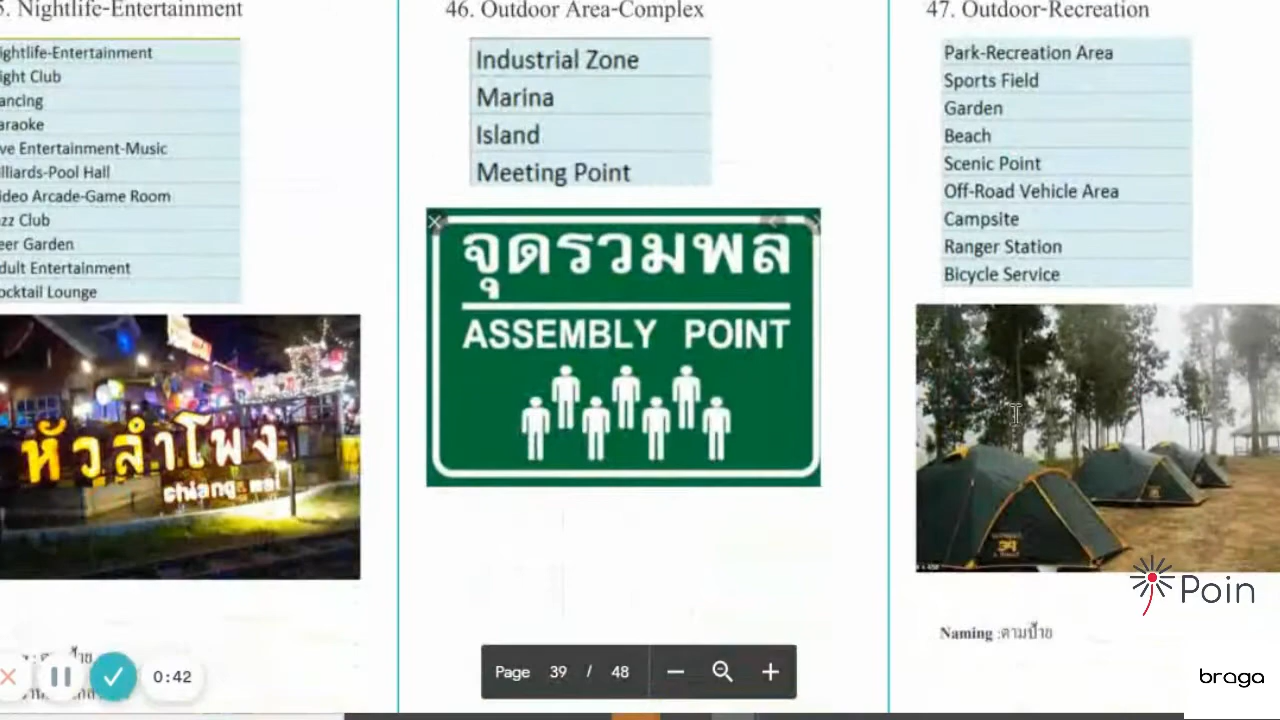 5. Nightlife-Entertainment
ightlife-Entertainment
ight Club
ancing
araoke
ve Entertainment-Music
illiards-Pool Hall
ideo Arcade-Game Room
zz Club
eer Garden
dult Entertainment
ocktail Lounge
หัวลำโพง
chiang mai
0:42
46. Outdoor Area-Complex
Industrial Zone
Marina
Island
Meeting Point
จุดรวมพล
ASSEMBLY POINT
Page 39 / 48
47. Outdoor-Recreation
Park-Recreation Area
Sports Field
Garden
Beach
Scenic Point
Off-Road Vehicle Area
Campsite
Ranger Station
Bicycle Service
Poin
Naming :ตามป้าย
braga